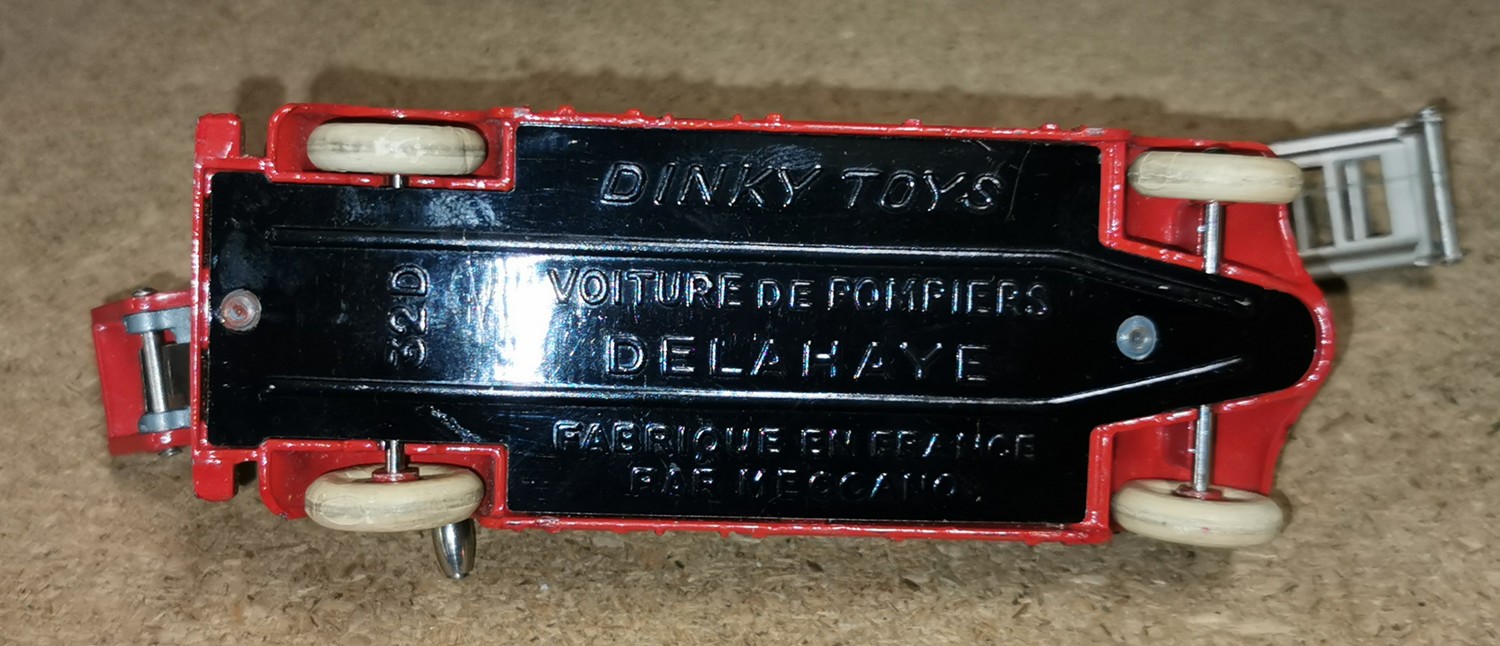 DINKY TOYS
32D
VOITURE DE POMPIERS
DELAHAYE
FABRIQUE EN FRANCE
PAR MECCANO